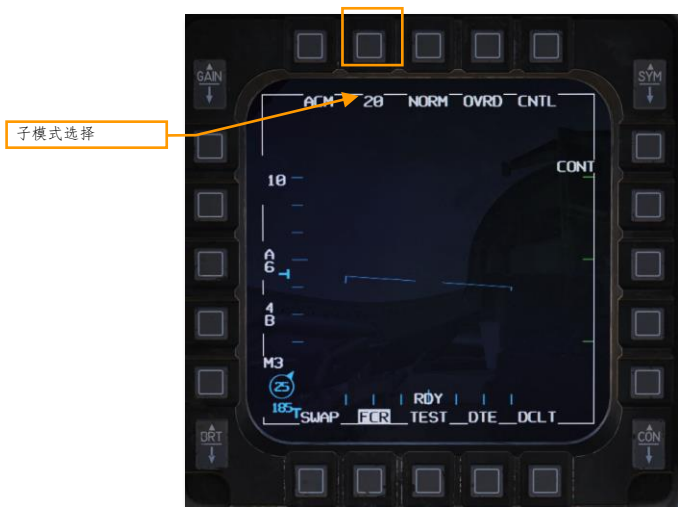 GAIN
SYM
ACM 20 NORM OVRD CNTL
子模式选择
CONT
10
A
6
4
B
M3
25
RDY
185
SWAP FCR TEST DTE DCLT
DRT
CON